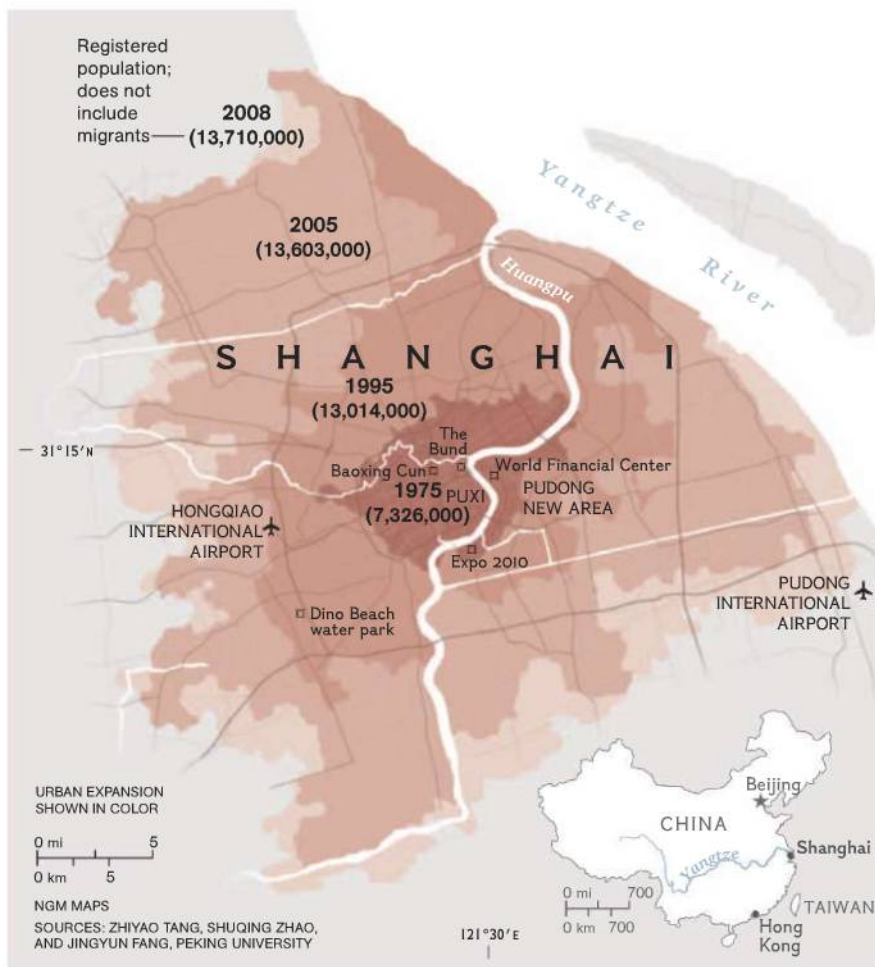 Registered
population;
does not
include
migrants
2008
(13,710,000)
2005
(13,603,000)
Yangtze
River
Huangpu
SHANGHAI
1995
(13,014,000)
31°15'N
The
Bund
Baoxing Cun
World Financial Center
1975
(7,326,000)
PUXI
PUDONG
NEW AREA
HONGQIAO
INTERNATIONAL
AIRPORT
Expo 2010
Dino Beach
water park
PUDONG
INTERNATIONAL
AIRPORT
URBAN EXPANSION
SHOWN IN COLOR
0 mi 5
0 km 5
NGM MAPS
SOURCES: ZHIYAO TANG, SHUQING ZHAO,
AND JINGYUN FANG, PEKING UNIVERSITY
121°30'E
Beijing
CHINA
Shanghai
Yangtze
0 mi 700
0 km 700
TAIWAN
Hong
Kong